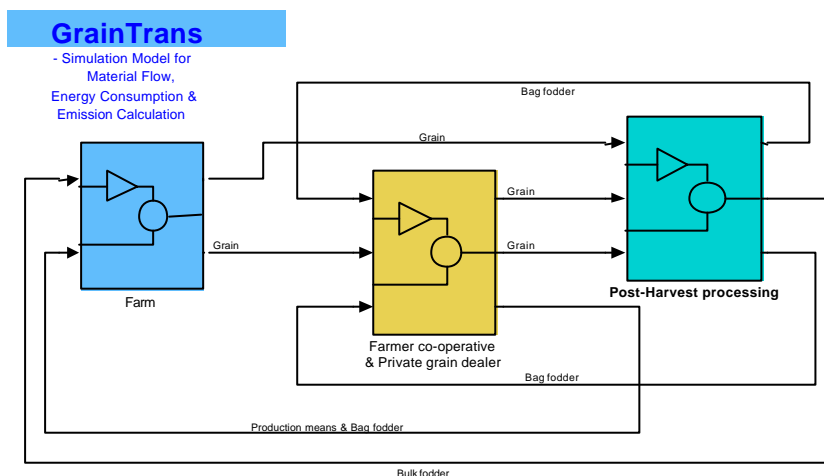 GrainTrans
- Simulation Model for
Material Flow,
Energy Consumption &
Emission Calculation
Bag fodder
Grain
Grain
Grain
Grain
Farm
Post-Harvest processing
Farmer co-operative
& Private grain dealer
Bag fodder
Production means & Bag fodder
Bulk fodder